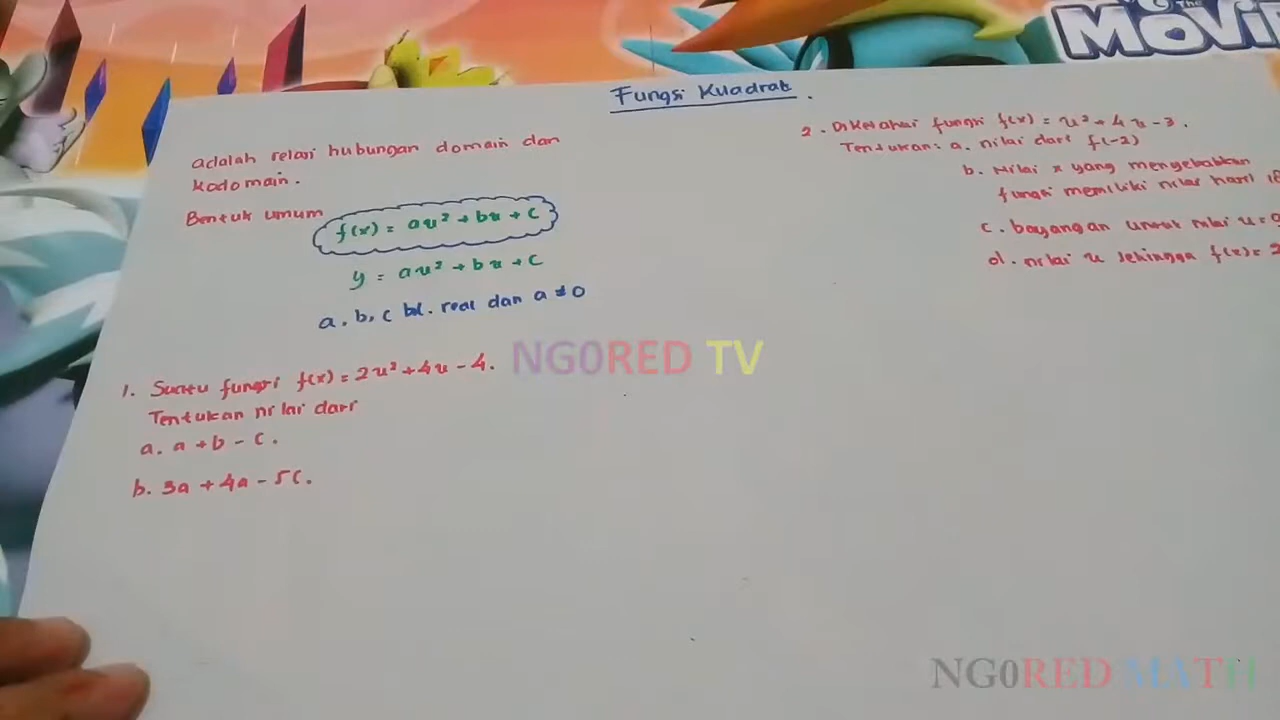 MOVIE
Fungsi Kuadrat.
adalah relasi hubungan domain dan
kodomain.
Bentuk umum
f(x) = ax² + bx + c
y = ax² + bx + c
a, b, c bil. real dan a ≠ 0
1. Suatu fungsi f(x) = 2x² + 4x - 4.
Tentukan nilai dari
a. a + b - c.
b. 3a + 4a - 5c.
2. Diketahui fungsi f(x) = x² + 4x - 3.
Tentukan: a. nilai dari f(-2)
b. Nilai x yang menyebabkan
fungsi memiliki nilai hasil 18
c. bayangan untuk nilai x =
d. nilai x sehingga f(x) = 2
NG0RED TV
NG0RED MATH